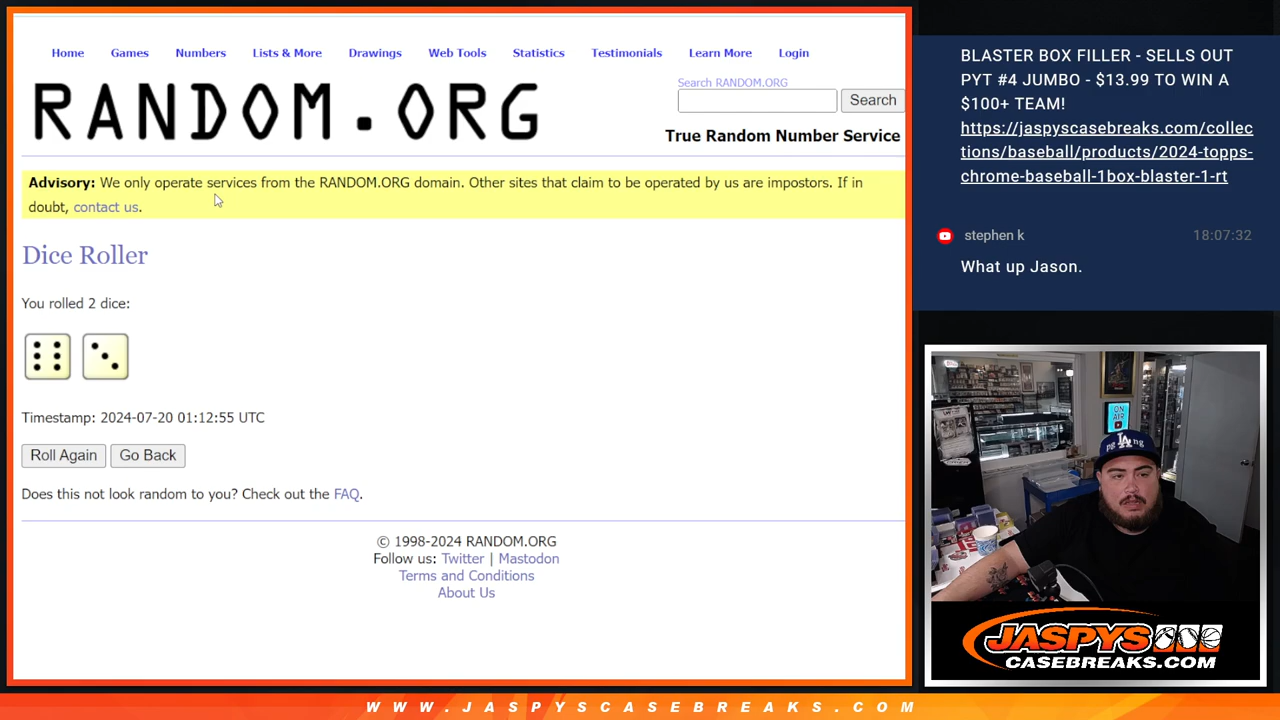 Home Games Numbers Lists & More Drawings Web Tools Statistics Testimonials Learn More Login
RANDOM.ORG
Search RANDOM.ORG
Search
True Random Number Service
Advisory: We only operate services from the RANDOM.ORG domain. Other sites that claim to be operated by us are impostors. If in
doubt, contact us.
Dice Roller
You rolled 2 dice:
Timestamp: 2024-07-20 01:12:55 UTC
Roll Again Go Back
Does this not look random to you? Check out the FAQ.
© 1998-2024 RANDOM.ORG
Follow us: Twitter | Mastodon
Terms and Conditions
About Us
BLASTER BOX FILLER - SELLS OUT
PYT #4 JUMBO - $13.99 TO WIN A
$100+ TEAM!
https://jaspyscasebreaks.com/collec
tions/baseball/products/2024-topps-
chrome-baseball-1box-blaster-1-rt
stephen k 18:07:32
What up Jason.
ON
AIR
LA
JASPYS
CASEBREAKS.COM
WWW.JASPYSCASEBREAKS.COM